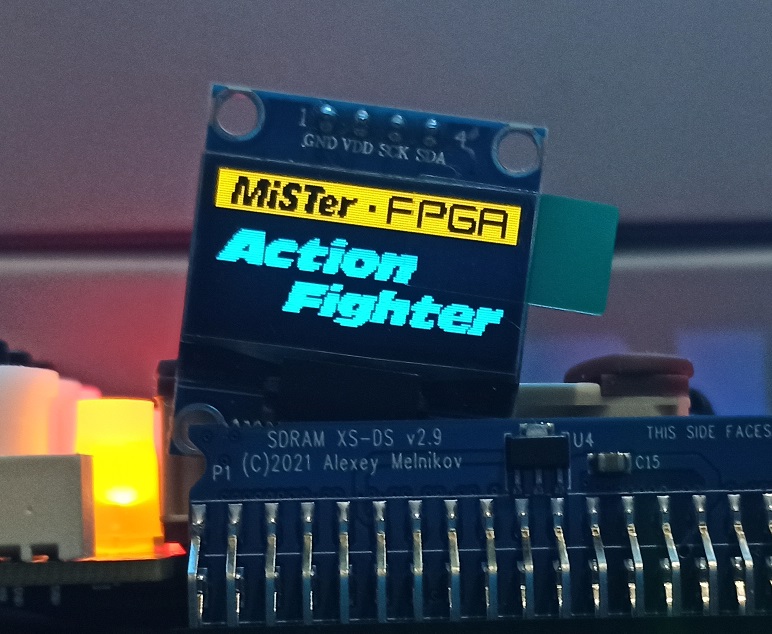 1 4
GND VDD SCK SDA
MiSTer · FPGA
Action
Fighter
SDRAM XS-DS v2.9
U4
THIS SIDE FACES
P1
(C)2021 Alexey Melnikov
C15